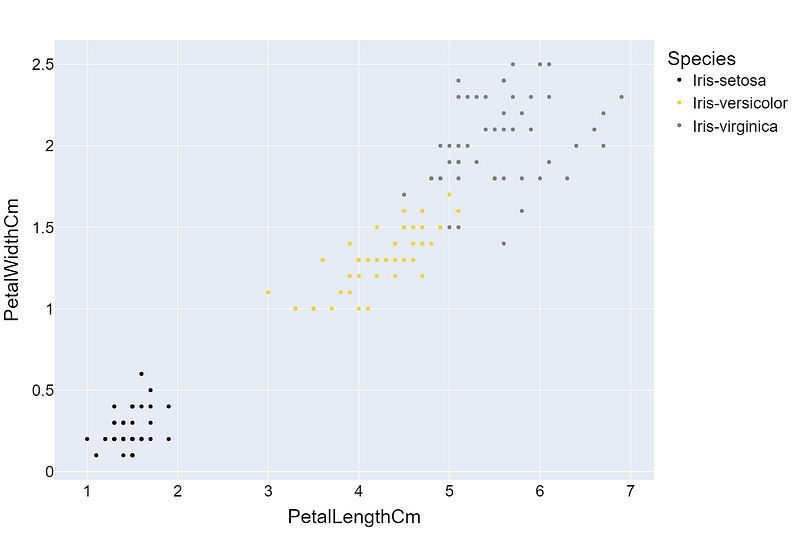 2.5
2
1.5
1
0.5
0
1 2 3 4 5 6 7
PetalLengthCm
PetalWidthCm
Species
Iris-setosa
Iris-versicolor
Iris-virginica